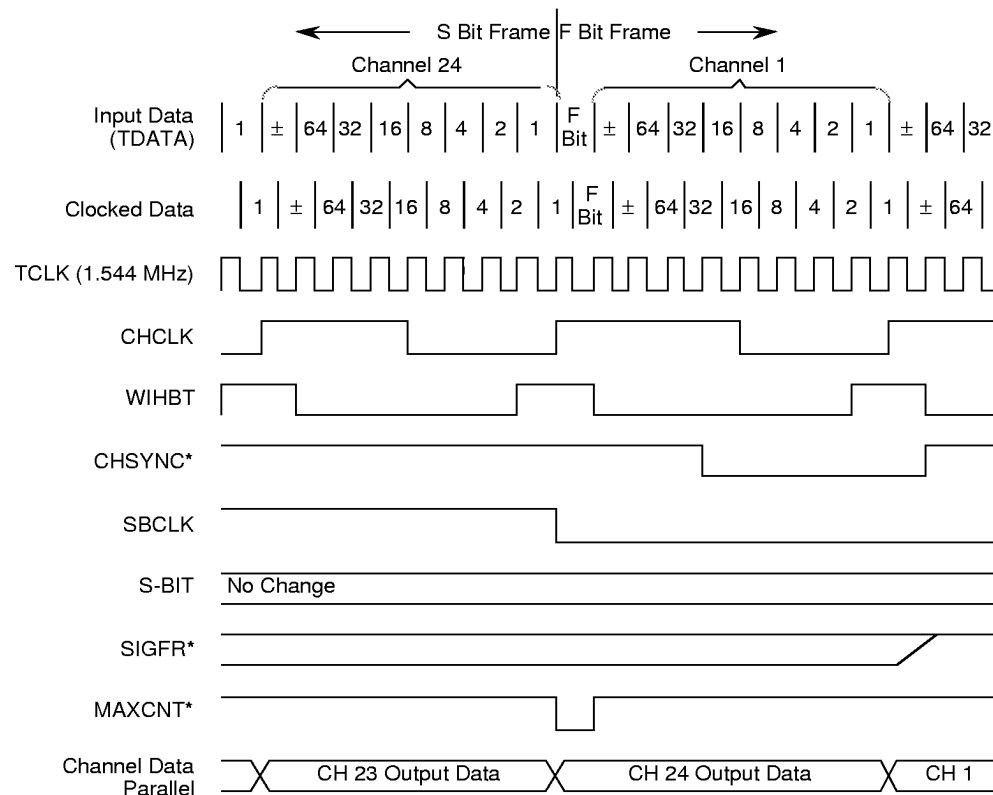 S Bit Frame F Bit Frame
Channel 24 Channel 1
Input Data (TDATA) 1 ± 64 32 16 8 4 2 1 F Bit ± 64 32 16 8 4 2 1 ± 64 32
Clocked Data 1 ± 64 32 16 8 4 2 1 F Bit ± 64 32 16 8 4 2 1 ± 64
TCLK (1.544 MHz)
CHCLK
WIHBT
CHSYNC*
SBCLK
S-BIT No Change
SIGFR*
MAXCNT*
Channel Data Parallel CH 23 Output Data CH 24 Output Data CH 1